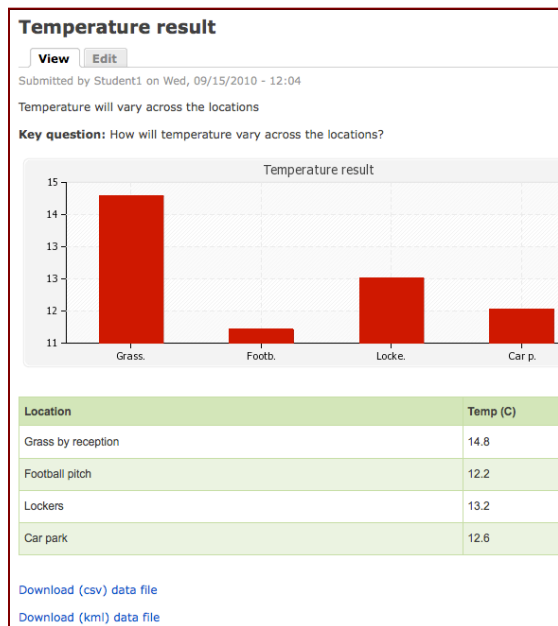 Temperature result
View Edit
Submitted by Student1 on Wed, 09/15/2010 - 12:04
Temperature will vary across the locations
Key question: How will temperature vary across the locations?
Temperature result
15
14
13
13
12
11
Grass. Footb. Locke. Car p.
Location Temp (C)
Grass by reception 14.8
Football pitch 12.2
Lockers 13.2
Car park 12.6
Download (csv) data file
Download (kml) data file